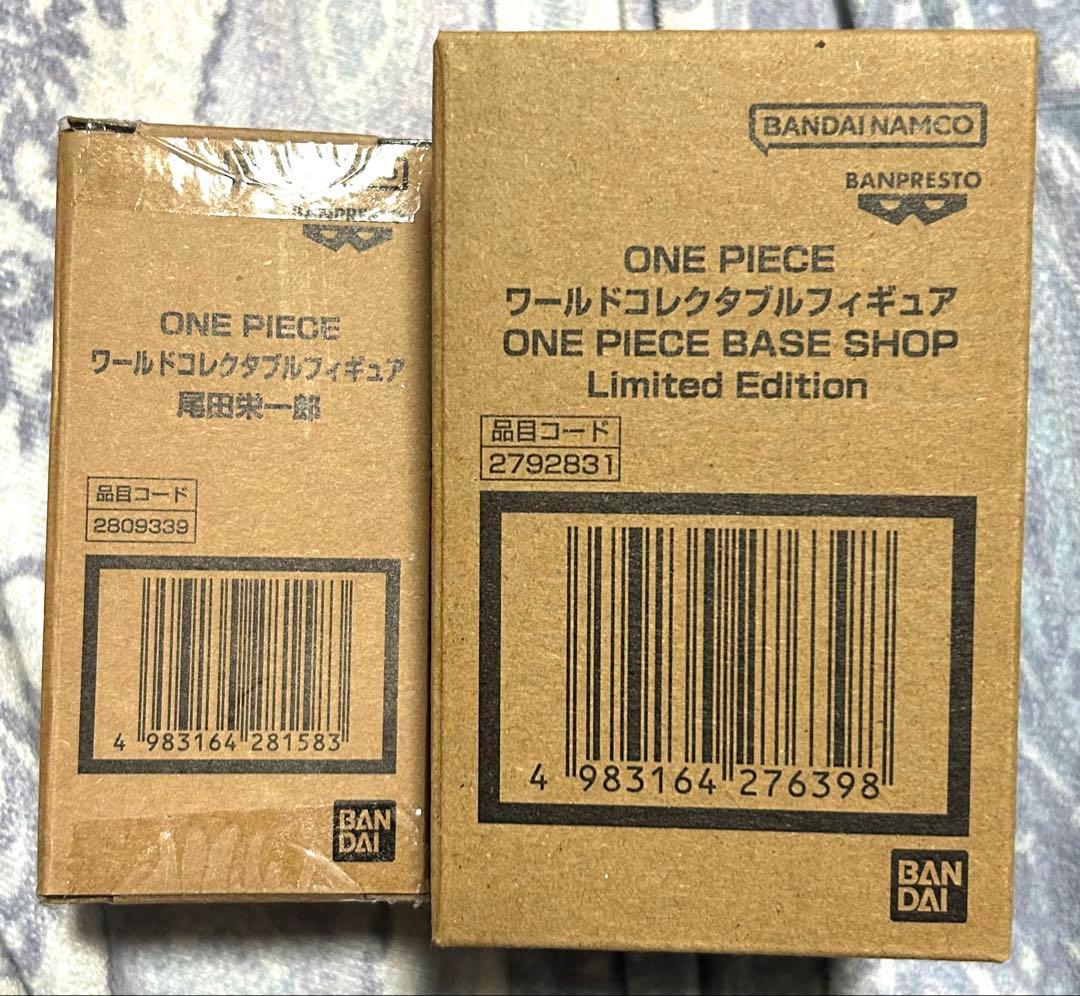 BANPRE
ONE PIECE
ワールドコレクタブルフィギュア
尾田栄一郎
品目コード
2809339
4 983164 281583
BAN
DAI
BANDAI NAMCO
BANPRESTO
ONE PIECE
ワールドコレクタブルフィギュア
ONE PIECE BASE SHOP
Limited Edition
品目コード
2792831
4 983164 276398
BAN
DAI